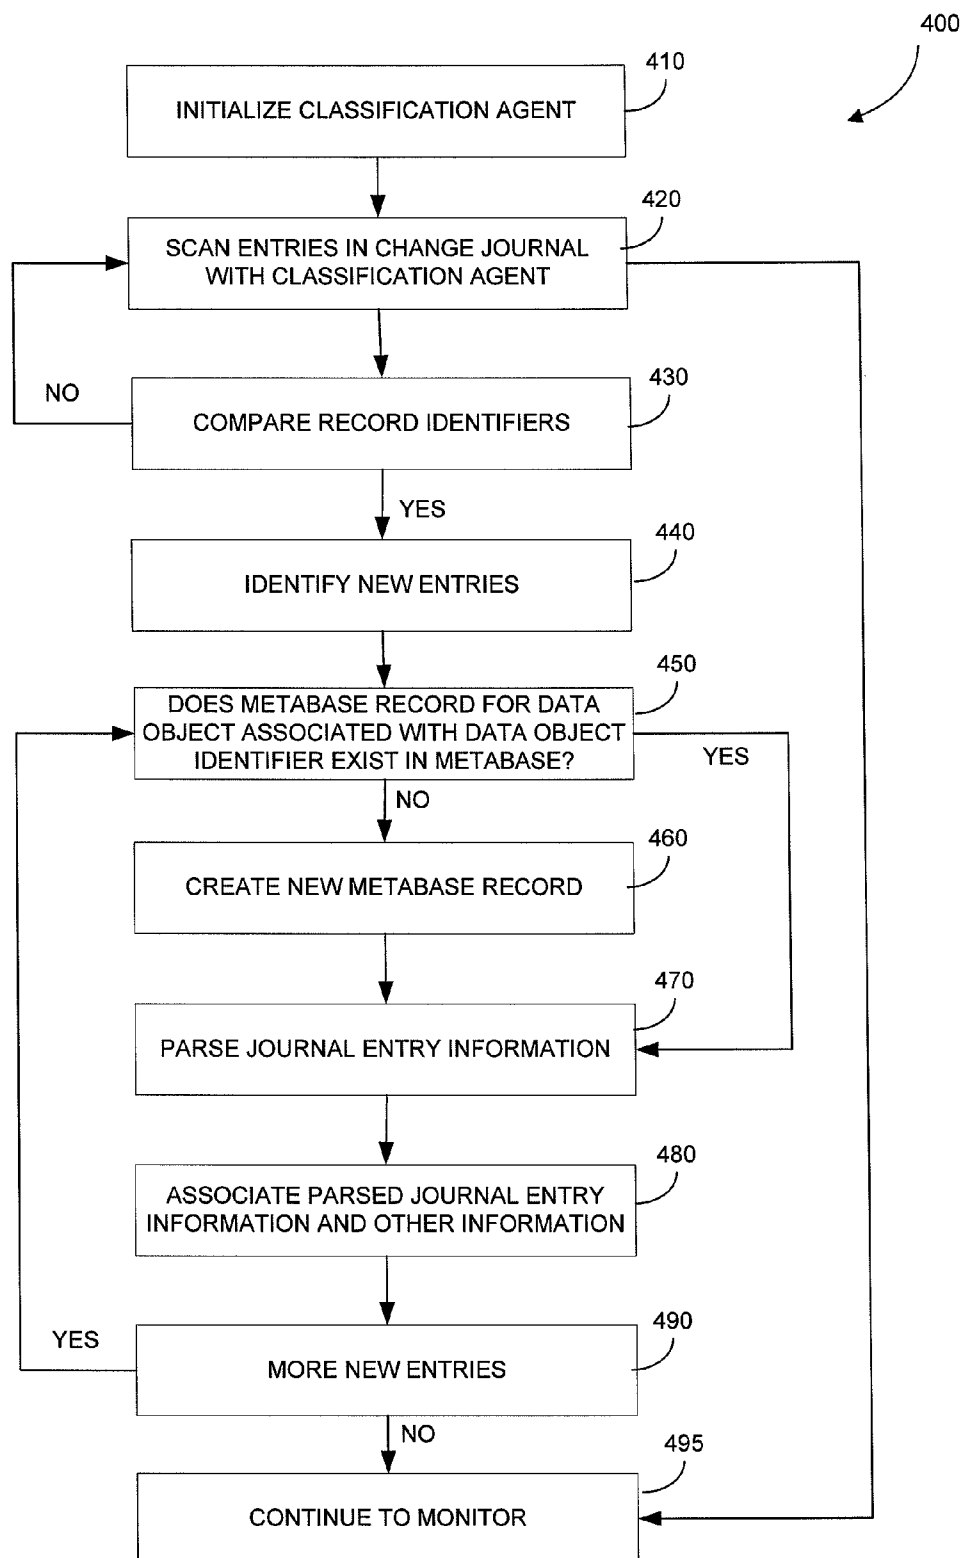 400
410
INITIALIZE CLASSIFICATION AGENT
420
SCAN ENTRIES IN CHANGE JOURNAL
WITH CLASSIFICATION AGENT
430
NO
COMPARE RECORD IDENTIFIERS
YES
440
IDENTIFY NEW ENTRIES
450
DOES METABASE RECORD FOR DATA
OBJECT ASSOCIATED WITH DATA OBJECT
IDENTIFIER EXIST IN METABASE?
YES
NO
460
CREATE NEW METABASE RECORD
470
PARSE JOURNAL ENTRY INFORMATION
480
ASSOCIATE PARSED JOURNAL ENTRY
INFORMATION AND OTHER INFORMATION
490
YES
MORE NEW ENTRIES
NO
495
CONTINUE TO MONITOR